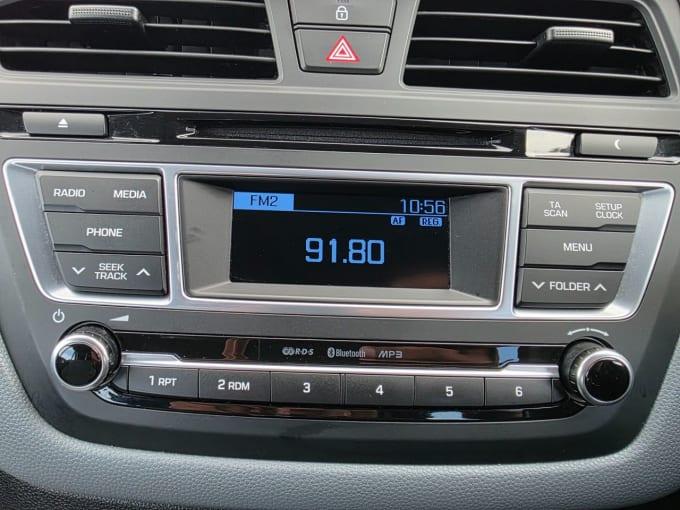 FM2
10:56
AF REG
91.80
RADIO MEDIA
PHONE
SEEK
TRACK
TA
SCAN
SETUP
CLOCK
MENU
FOLDER
R·D·S Bluetooth MP3
1 RPT 2 RDM 3 4 5 6